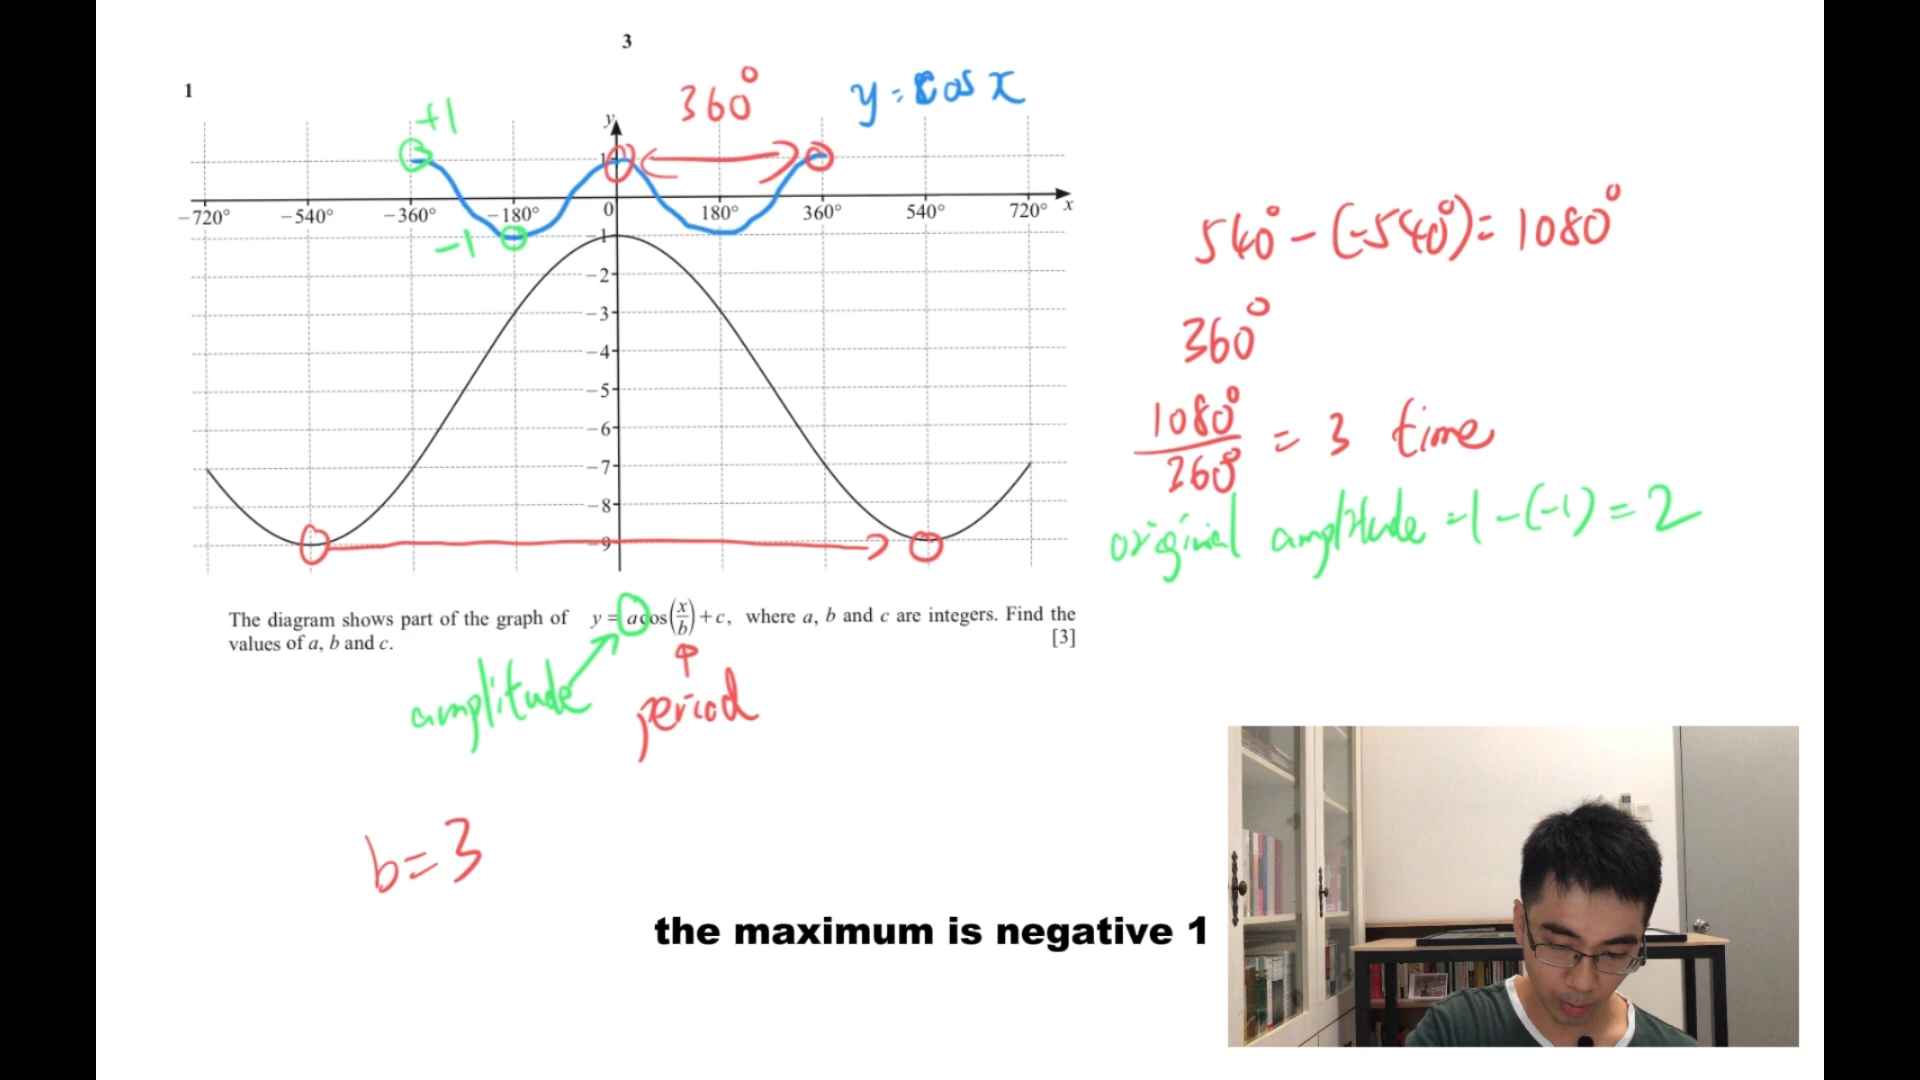 3
1
+1
360°
y = cos x
y
1
-720°
-540°
-360°
-180°
0
180°
360°
540°
720°
x
-1
-1
-2
-3
-4
-5
-6
-7
-8
-9
540° - (-540°) = 1080°
360°
1080°
360°
= 3 time
original amplitude = 1 - (-1) = 2
The diagram shows part of the graph of y = a cos(x/b) + c, where a, b and c are integers. Find the
values of a, b and c. [3]
amplitude
period
b = 3
the maximum is negative 1